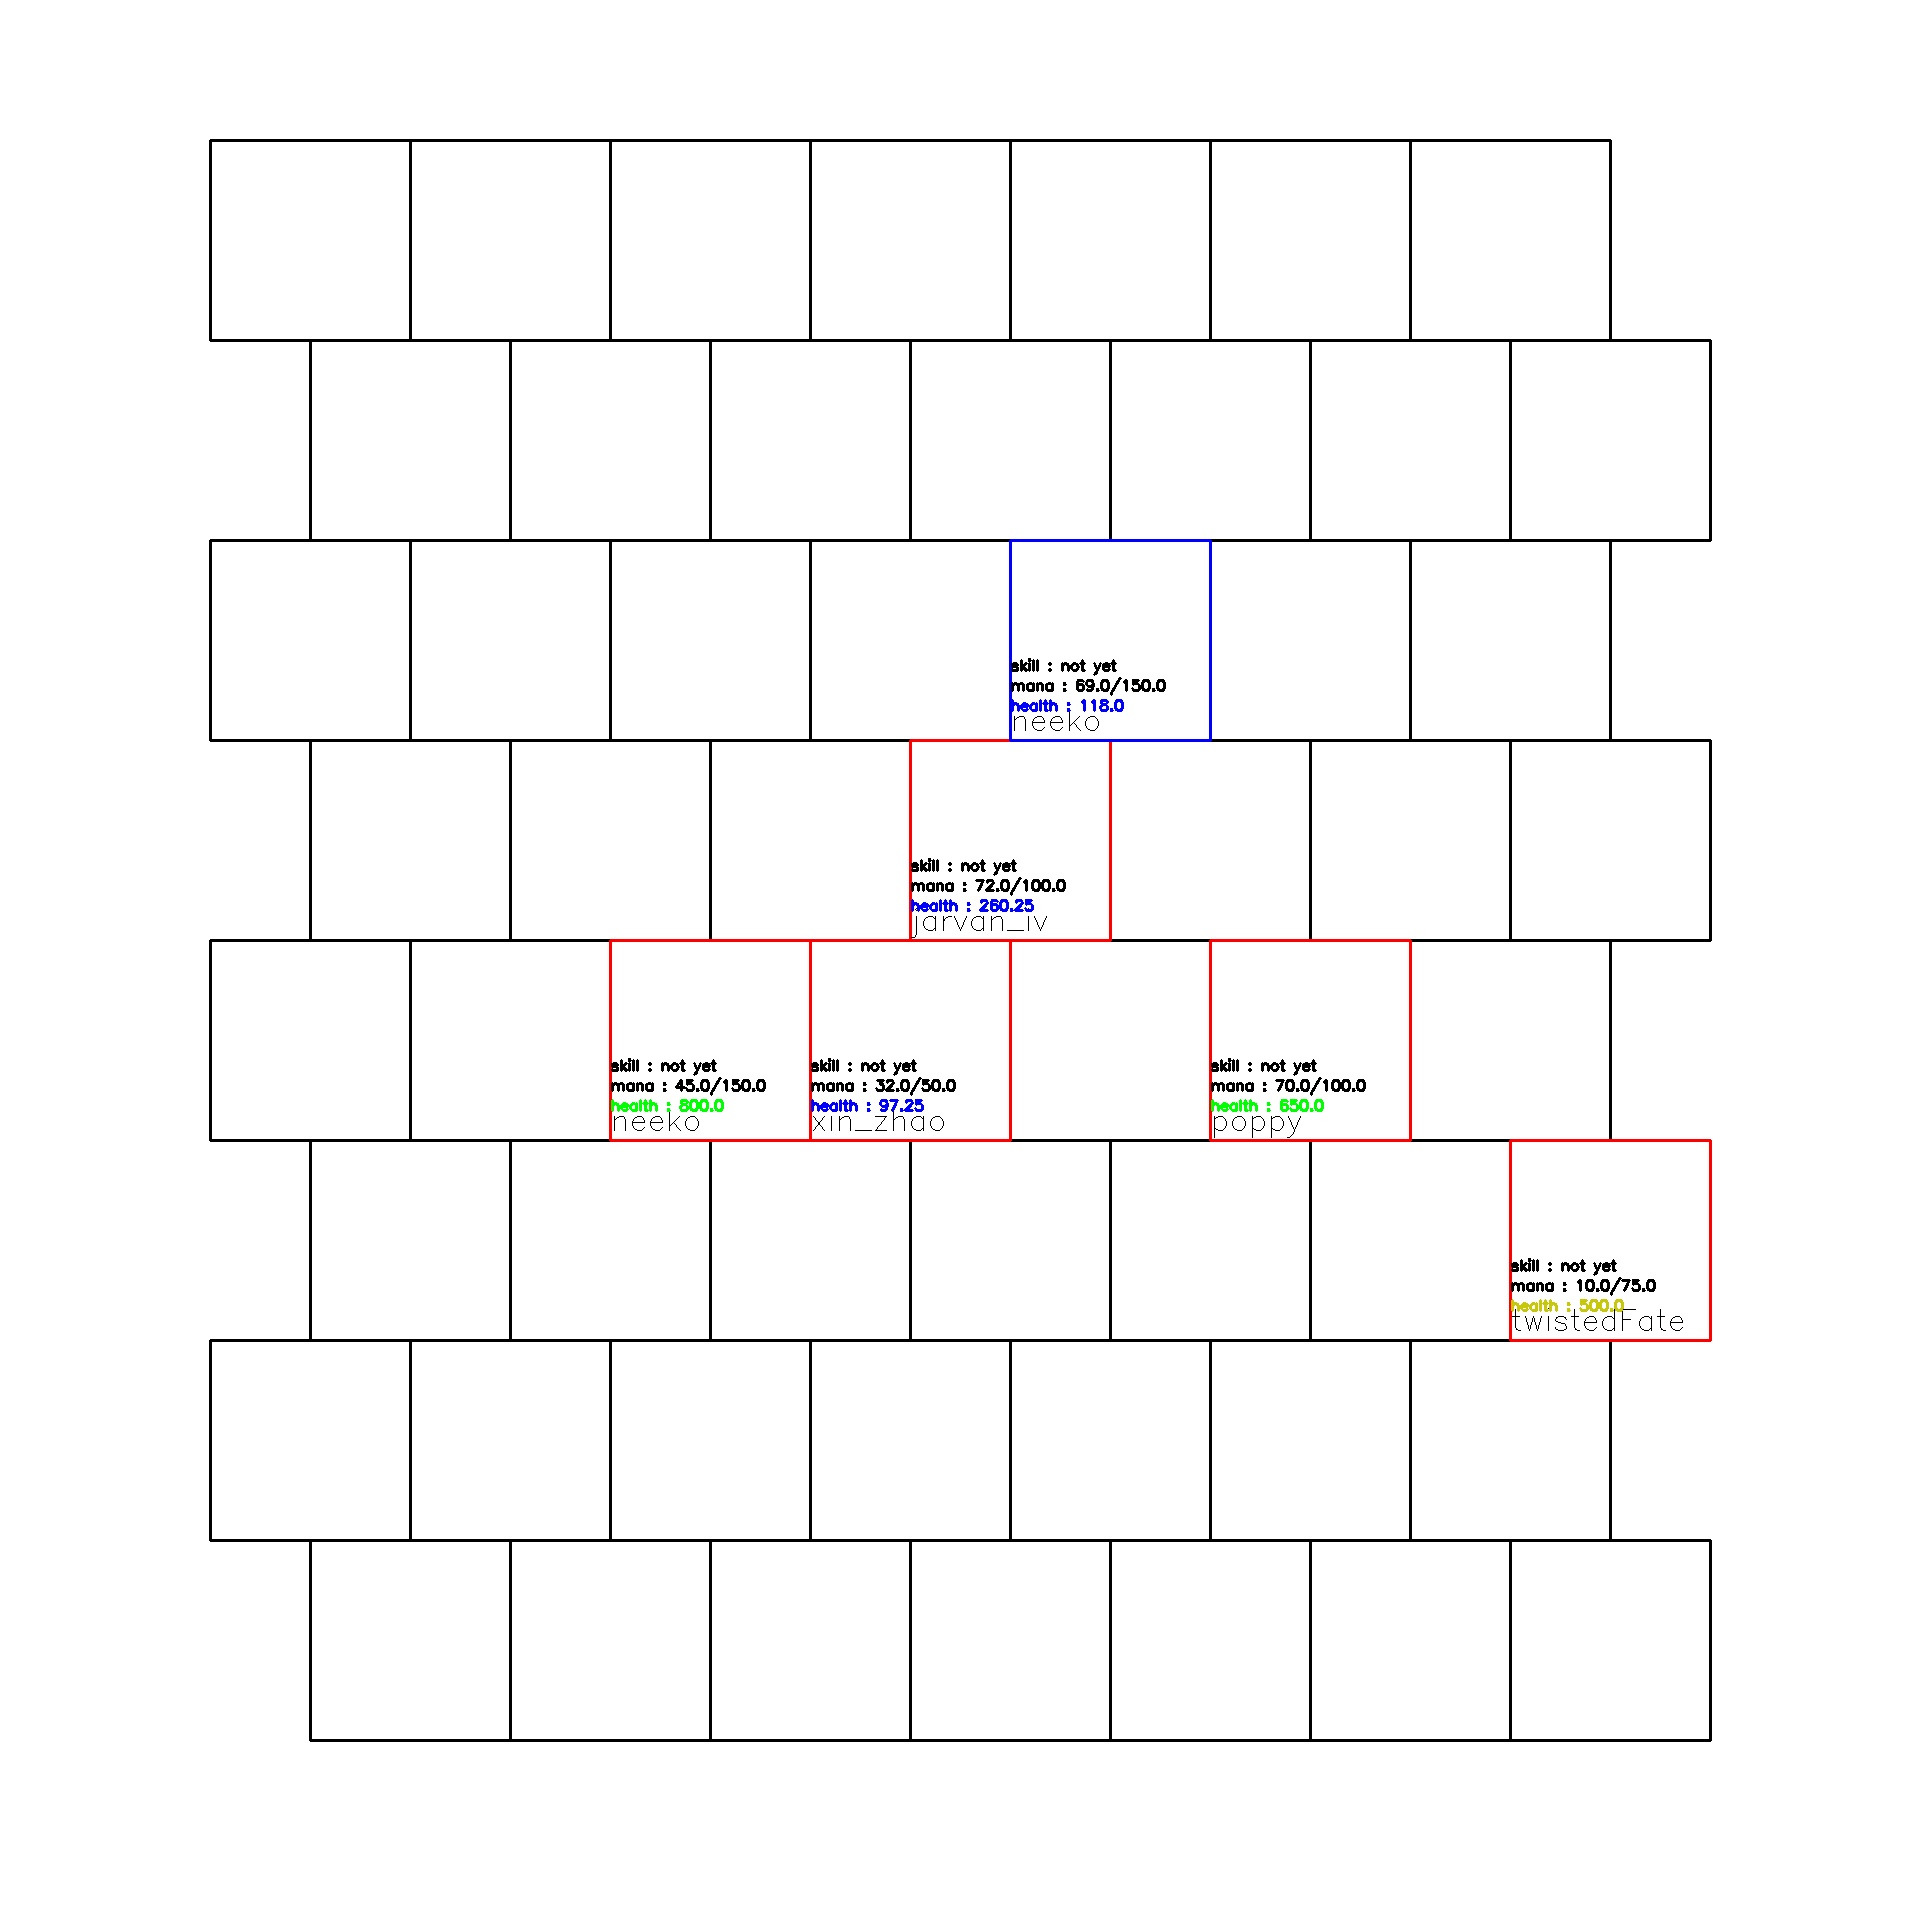 skill : not yet
mana : 69.0/150.0
health : 118.0
neeko
skill : not yet
mana : 72.0/100.0
health : 260.25
jarvan_iv
skill : not yet
mana : 45.0/150.0
health : 800.0
neeko
skill : not yet
mana : 32.0/50.0
health : 97.25
xin_zhao
skill : not yet
mana : 70.0/100.0
health : 650.0
poppy
skill : not yet
mana : 10.0/75.0
health : 500.0
twistedFate